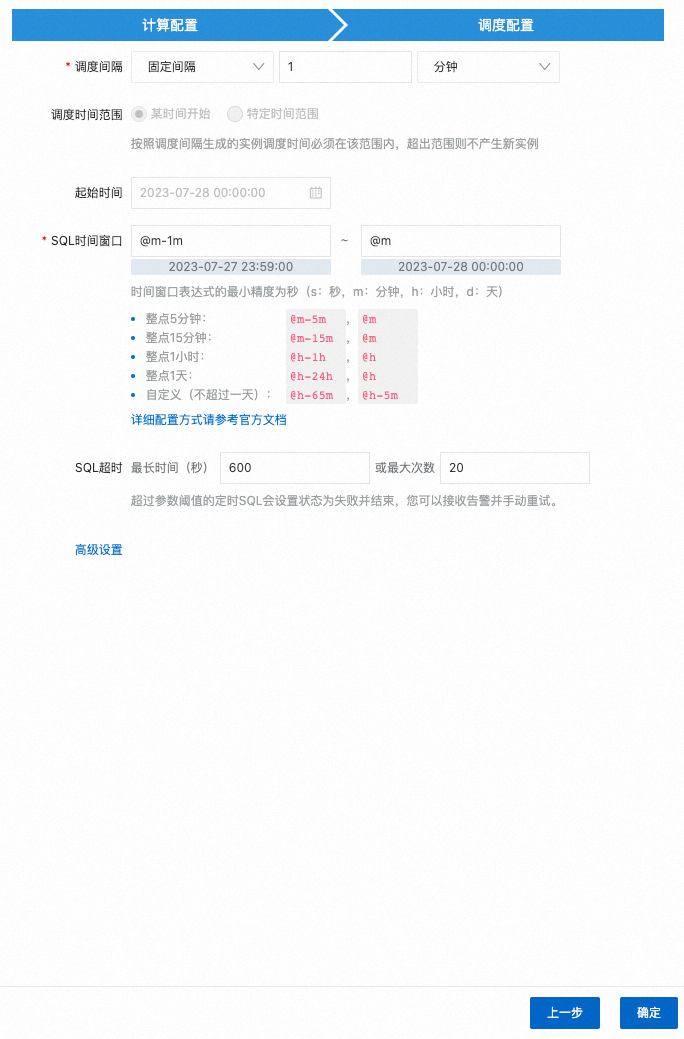 计算配置
调度配置
* 调度间隔 固定间隔 1 分钟
调度时间范围 某时间开始 特定时间范围
按照调度间隔生成的实例调度时间必须在该范围内，超出范围则不产生新实例
起始时间 2023-07-28 00:00:00
* SQL时间窗口 @m-1m ~ @m
2023-07-27 23:59:00 2023-07-28 00:00:00
时间窗口表达式的最小精度为秒（s：秒，m：分钟，h：小时，d：天）
• 整点5分钟： @m-5m ， @m
• 整点15分钟： @m-15m ， @m
• 整点1小时： @h-1h ， @h
• 整点1天： @h-24h ， @h
• 自定义（不超过一天）： @h-65m ， @h-5m
详细配置方式请参考官方文档
SQL超时 最长时间（秒） 600 或最大次数 20
超过参数阈值的定时SQL会设置状态为失败并结束，您可以接收告警并手动重试。
高级设置
上一步 确定